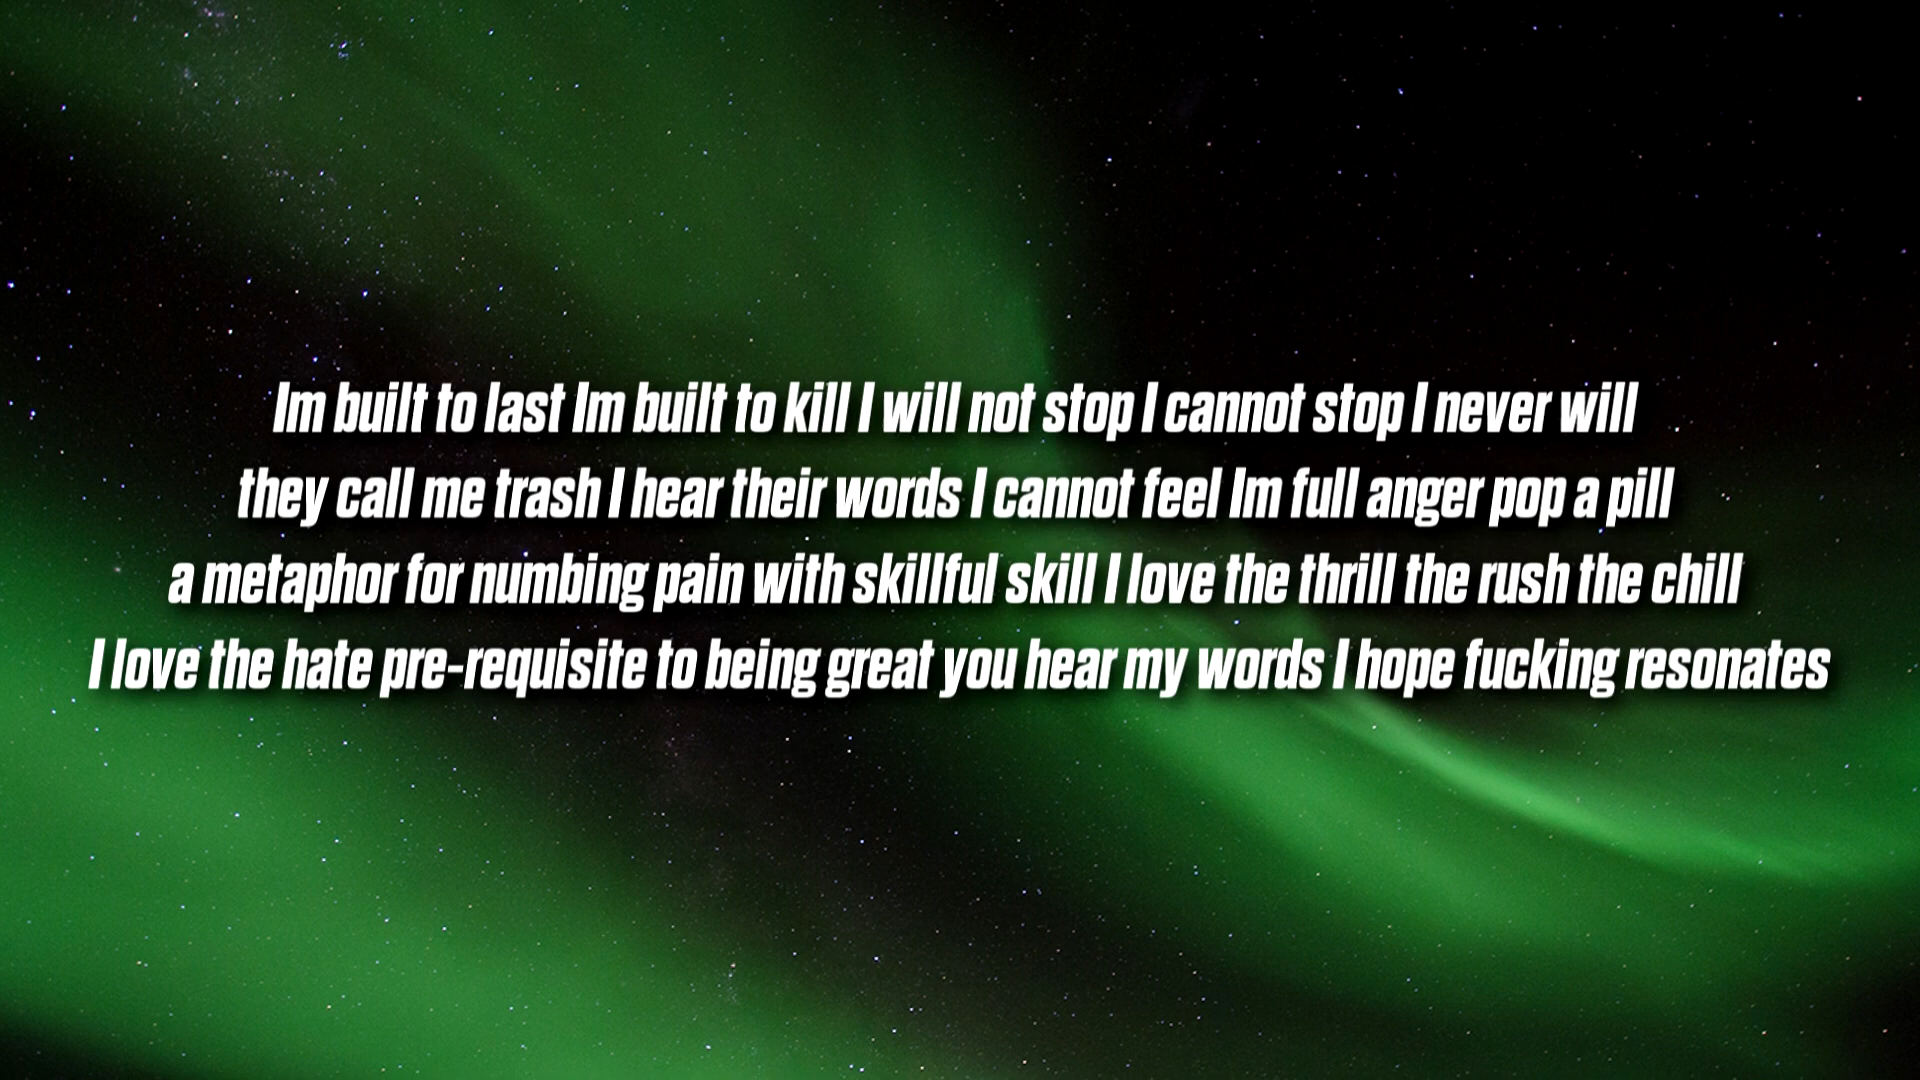 Im built to last Im built to kill I will not stop I cannot stop I never will
they call me trash I hear their words I cannot feel Im full anger pop a pill
a metaphor for numbing pain with skillful skill I love the thrill the rush the chill
I love the hate pre-requisite to being great you hear my words I hope fucking resonates